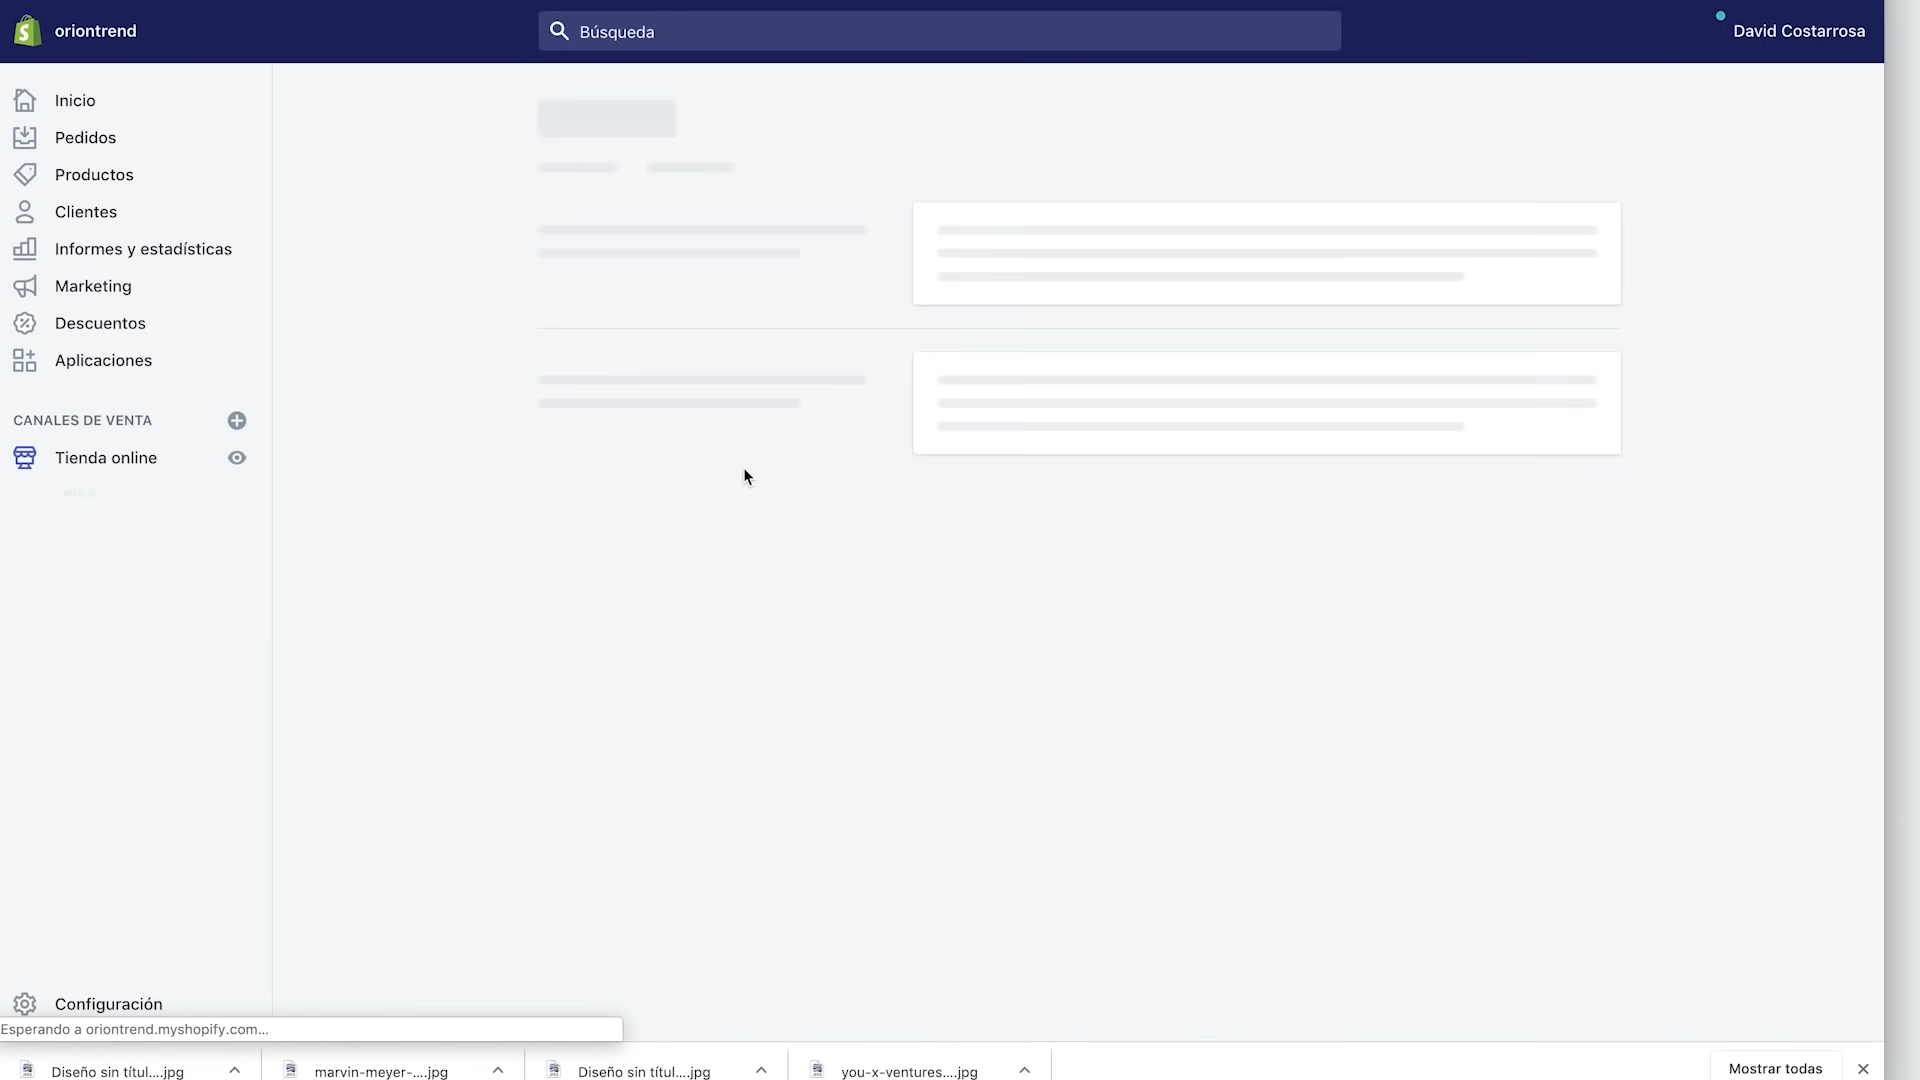 oriontrend
Búsqueda
David Costarrosa
Inicio
Pedidos
Productos
Clientes
Informes y estadísticas
Marketing
Descuentos
Aplicaciones
CANALES DE VENTA
Tienda online
Configuración
Esperando a oriontrend.myshopify.com...
Diseño sin títul....jpg
marvin-meyer-....jpg
Diseño sin títul....jpg
you-x-ventures....jpg
Mostrar todas